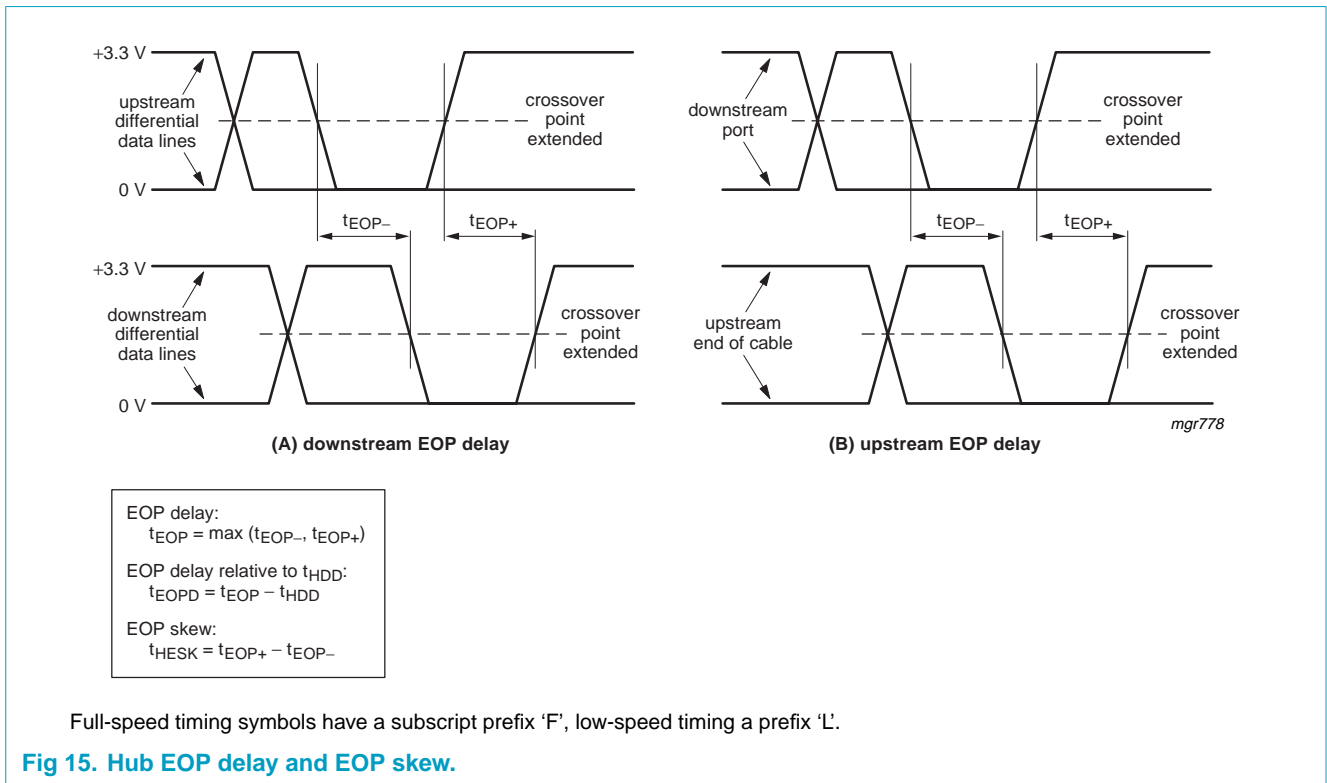 +3.3 V
upstream
differential
data lines
0 V
crossover
point
extended
tEOP−
tEOP+
+3.3 V
downstream
differential
data lines
0 V
crossover
point
extended
(A) downstream EOP delay
downstream
port
crossover
point
extended
tEOP−
tEOP+
upstream
end of cable
crossover
point
extended
mgr778
(B) upstream EOP delay
EOP delay:
tEOP = max (tEOP−, tEOP+)
EOP delay relative to tHDD:
tEOPD = tEOP − tHDD
EOP skew:
tHESK = tEOP+ − tEOP−
Full-speed timing symbols have a subscript prefix ‘F’, low-speed timing a prefix ‘L’.
Fig 15. Hub EOP delay and EOP skew.